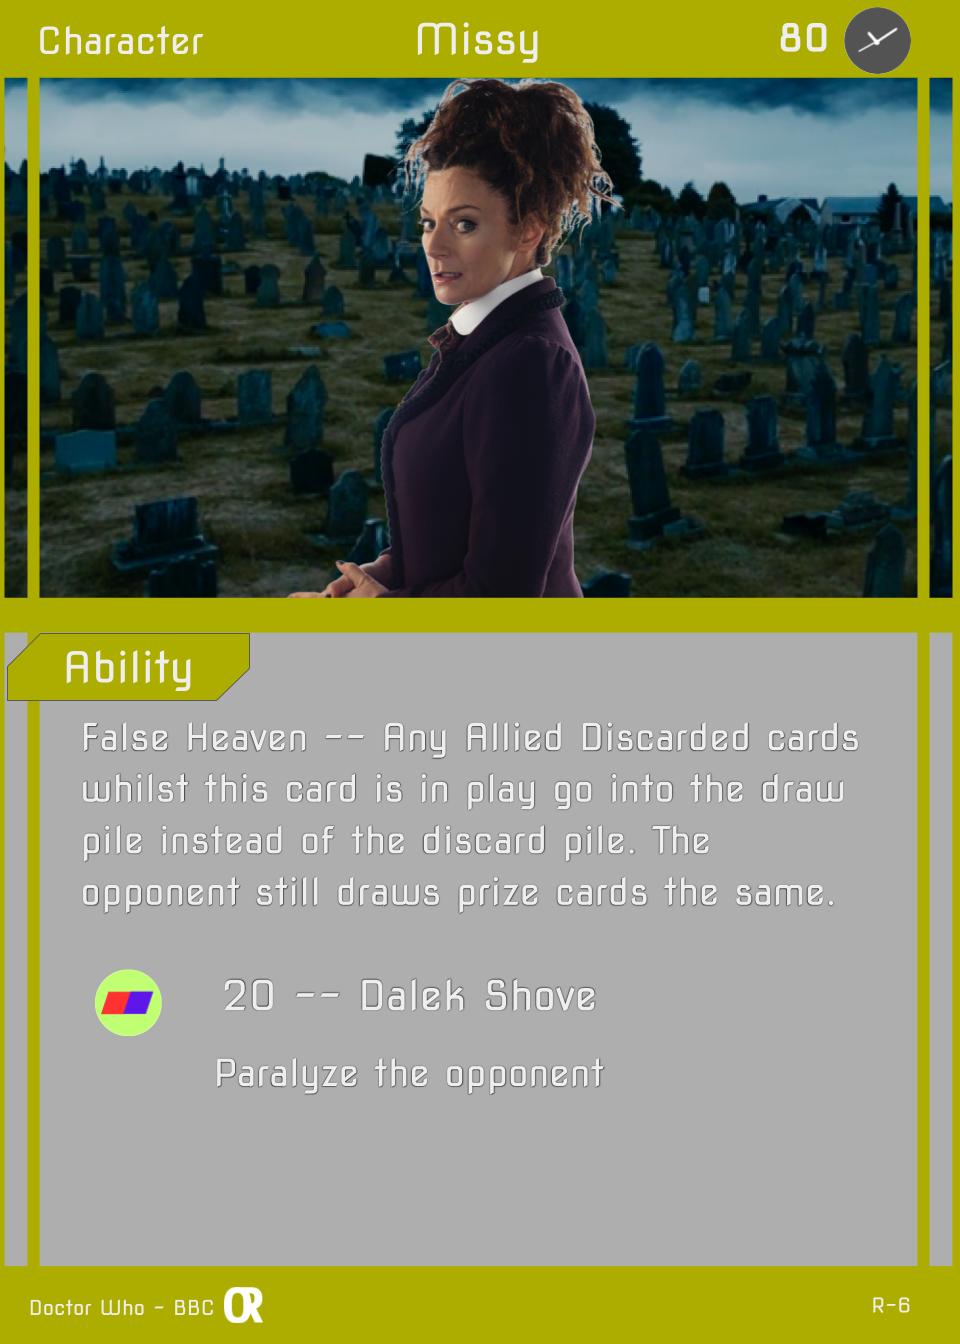 Character Missy 80
Ability
False Heaven -- Any Allied Discarded cards
whilst this card is in play go into the draw
pile instead of the discard pile. The
opponent still draws prize cards the same.
20 -- Dalek Shove
Paralyze the opponent
Doctor Who - BBC OR R-6